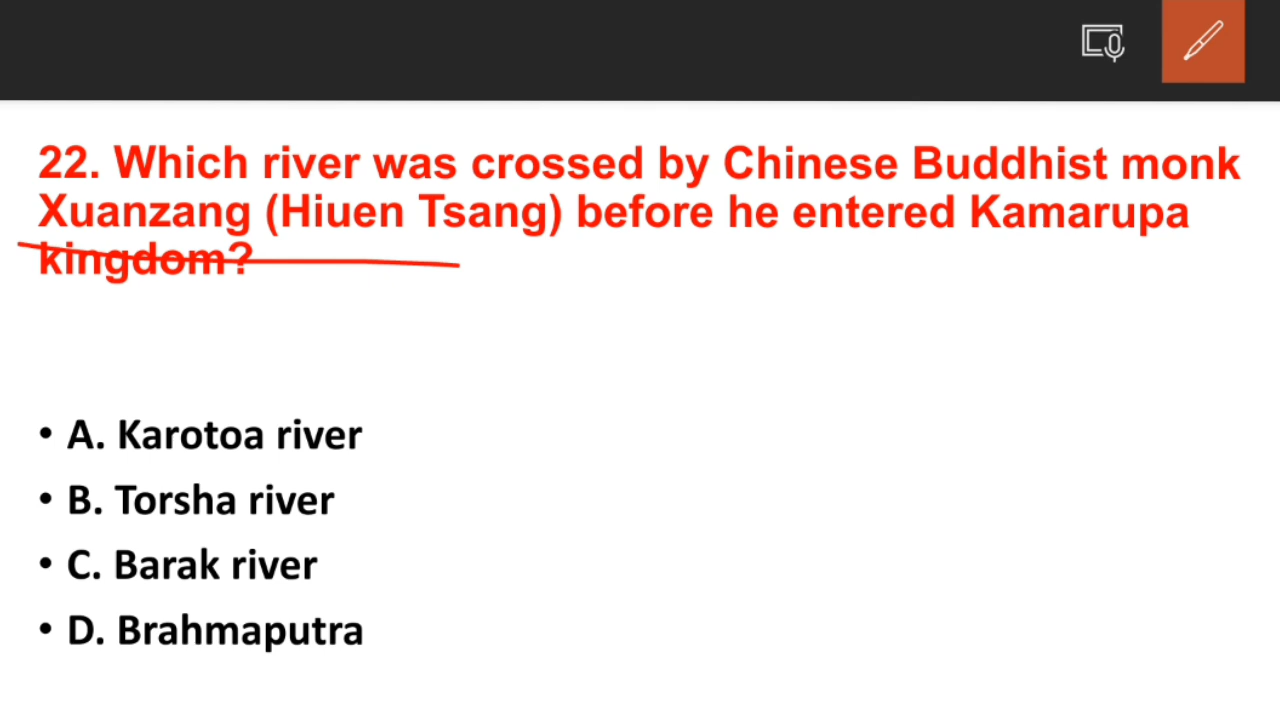 22. Which river was crossed by Chinese Buddhist monk
Xuanzang (Hiuen Tsang) before he entered Kamarupa
kingdom?
• A. Karotoa river
• B. Torsha river
• C. Barak river
• D. Brahmaputra